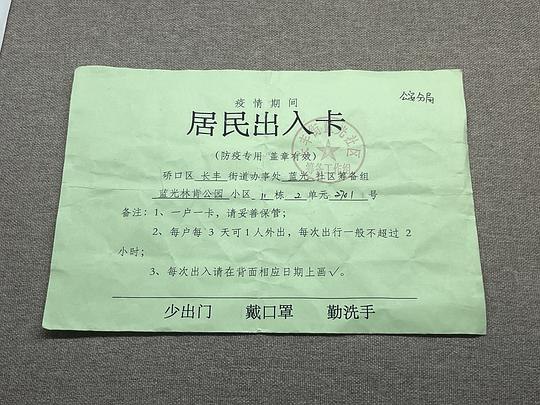 疫情期间
公安分局
居民出入卡
(防疫专用 盖章有效)
硚口区 长丰 街道办事处 蓝光 社区筹备组
蓝光林肯公园 小区 11 栋 2 单元 2701 号
备注：1、一户一卡，请妥善保管；
2、每户每 3 天可1人外出，每次出行一般不超过 2
小时；
3、每次出入请在背面相应日期上画√。
少出门 戴口罩 勤洗手